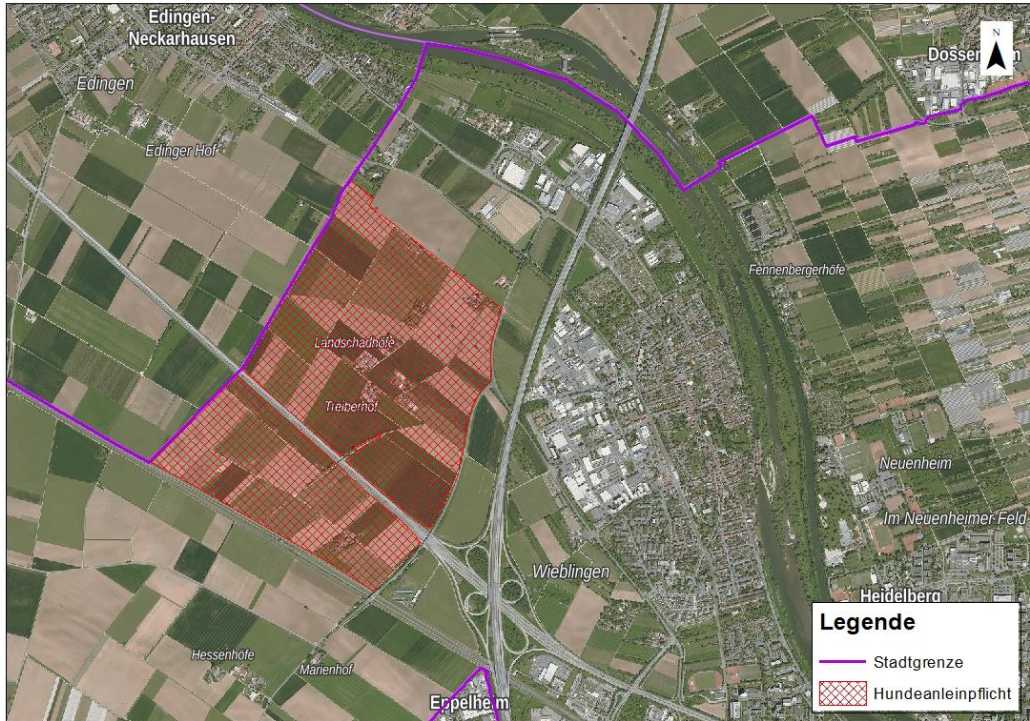 Edingen-
Neckarhausen
Edingen
Edinger Hof
N
Fennenbergerhöfe
Landschadhöfe
Treiberhof
Neuenheim
Im Neuenheimer Feld
Wieblingen
Heidelberg
Hessenhöfe
Marienhof
Eppelheim
Legende
Stadtgrenze
Hundeanleinpflicht